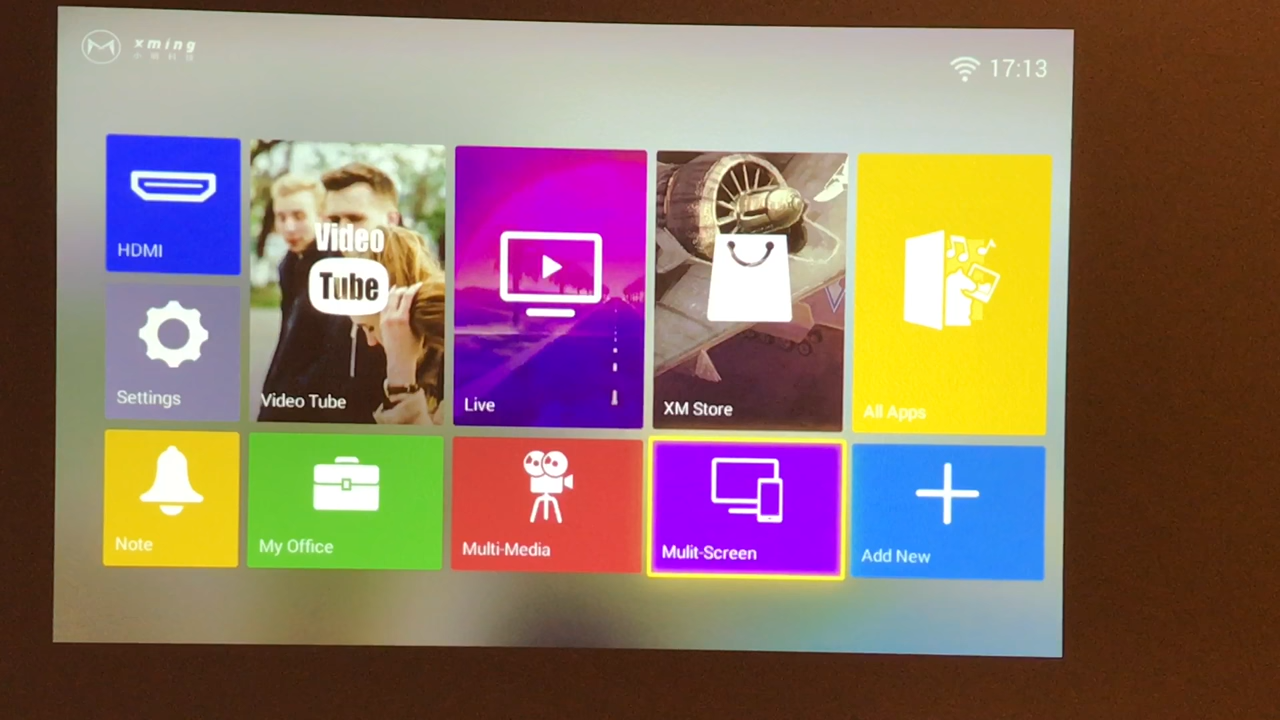 xming
17:13
HDMI
Video
Tube
Settings
Video Tube
Live
XM Store
All Apps
Note
My Office
Multi-Media
Mulit-Screen
Add New